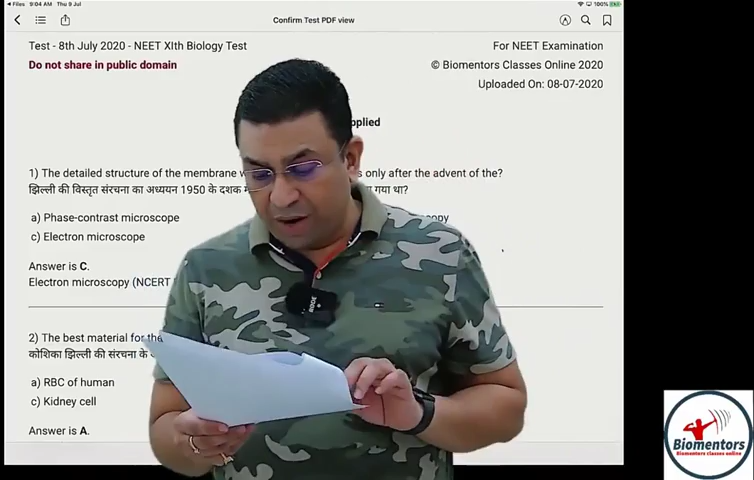 Files 9:04 AM Thu 9 Jul
100%
Confirm Test PDF view
Test - 8th July 2020 - NEET XIth Biology Test
For NEET Examination
Do not share in public domain
© Biomentors Classes Online 2020
Uploaded On: 08-07-2020
pplied
1) The detailed structure of the membrane
s only after the advent of the?
झिल्ली की विस्तृत संरचना का अध्ययन 1950 के दशक
गया था?
a) Phase-contrast microscope
c) Electron microscope
Answer is C.
Electron microscopy (NCERT
2) The best material for the
कोशिका झिल्ली की संरचना के
a) RBC of human
c) Kidney cell
Answer is A.
BOYA
Biomentors
Biomentors classes online